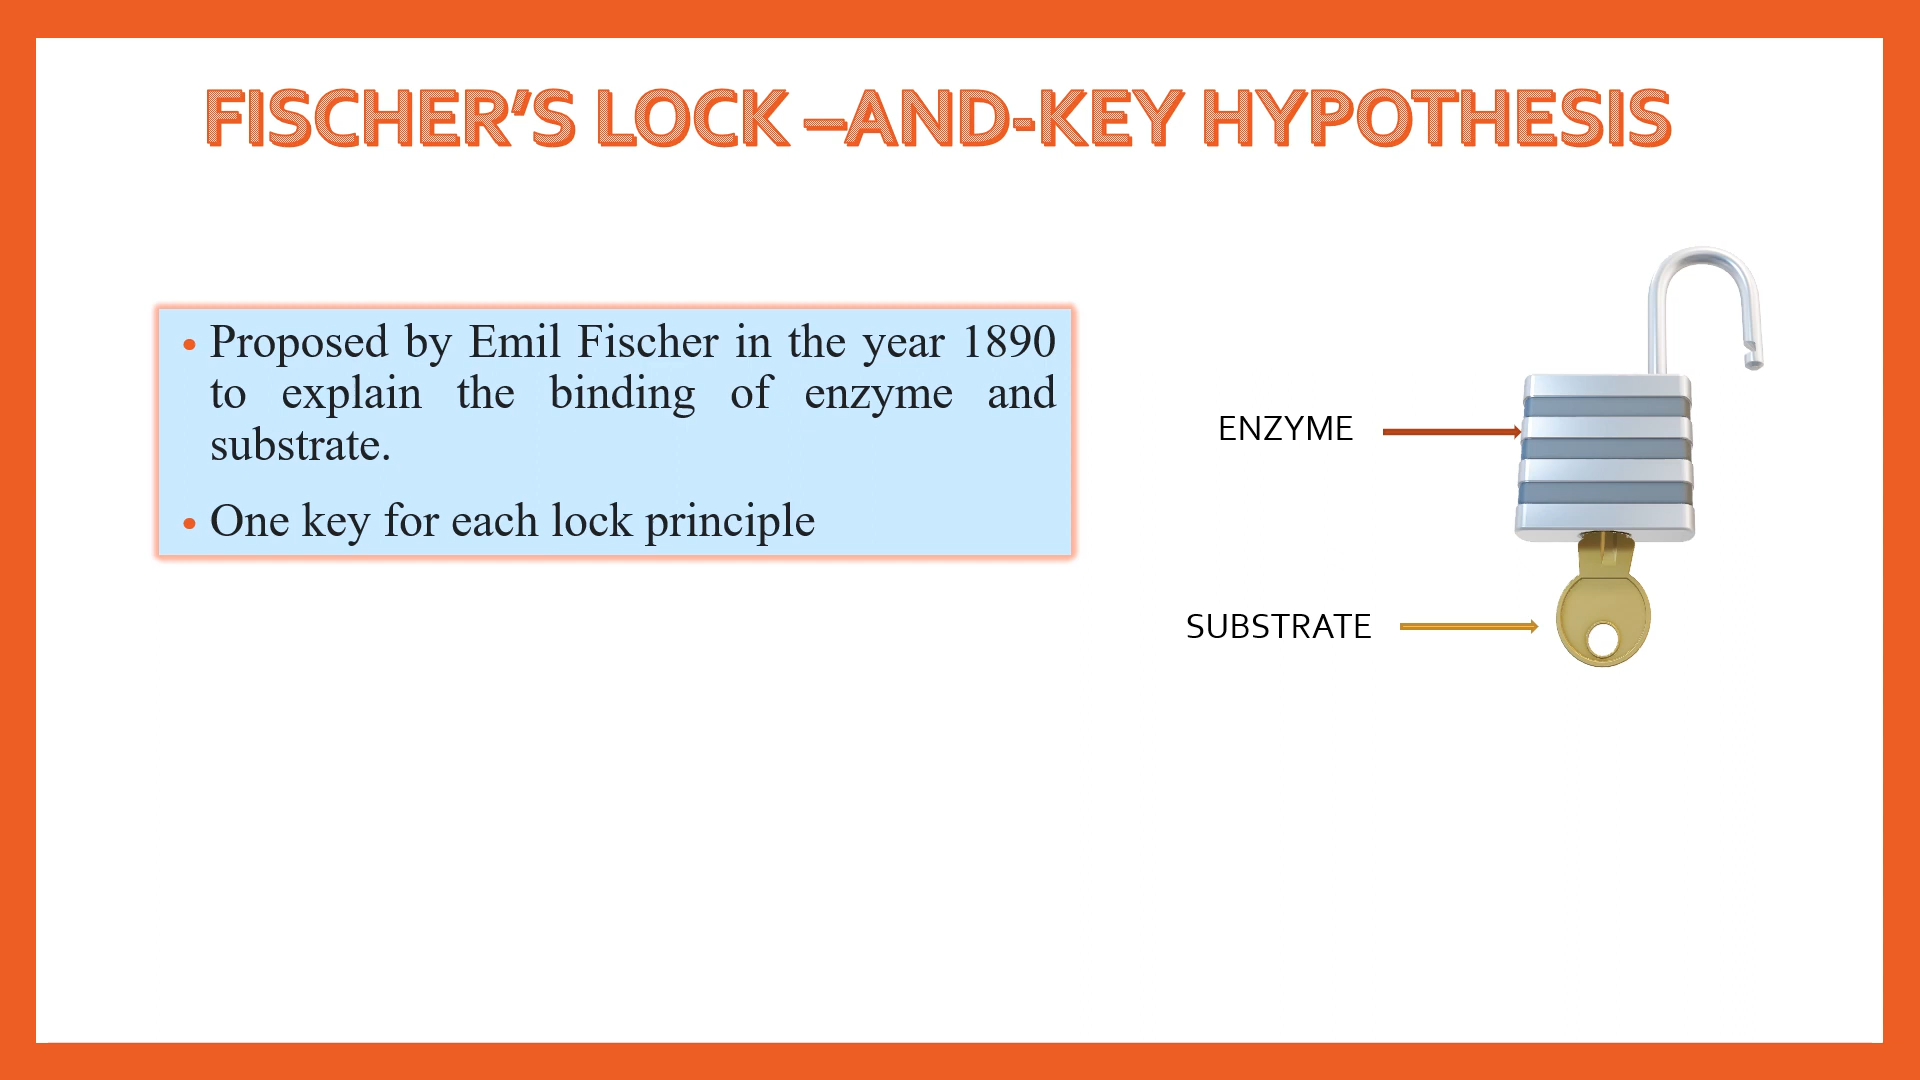 FISCHER’S LOCK –AND-KEY HYPOTHESIS
• Proposed by Emil Fischer in the year 1890
to explain the binding of enzyme and
substrate.
• One key for each lock principle
ENZYME
SUBSTRATE